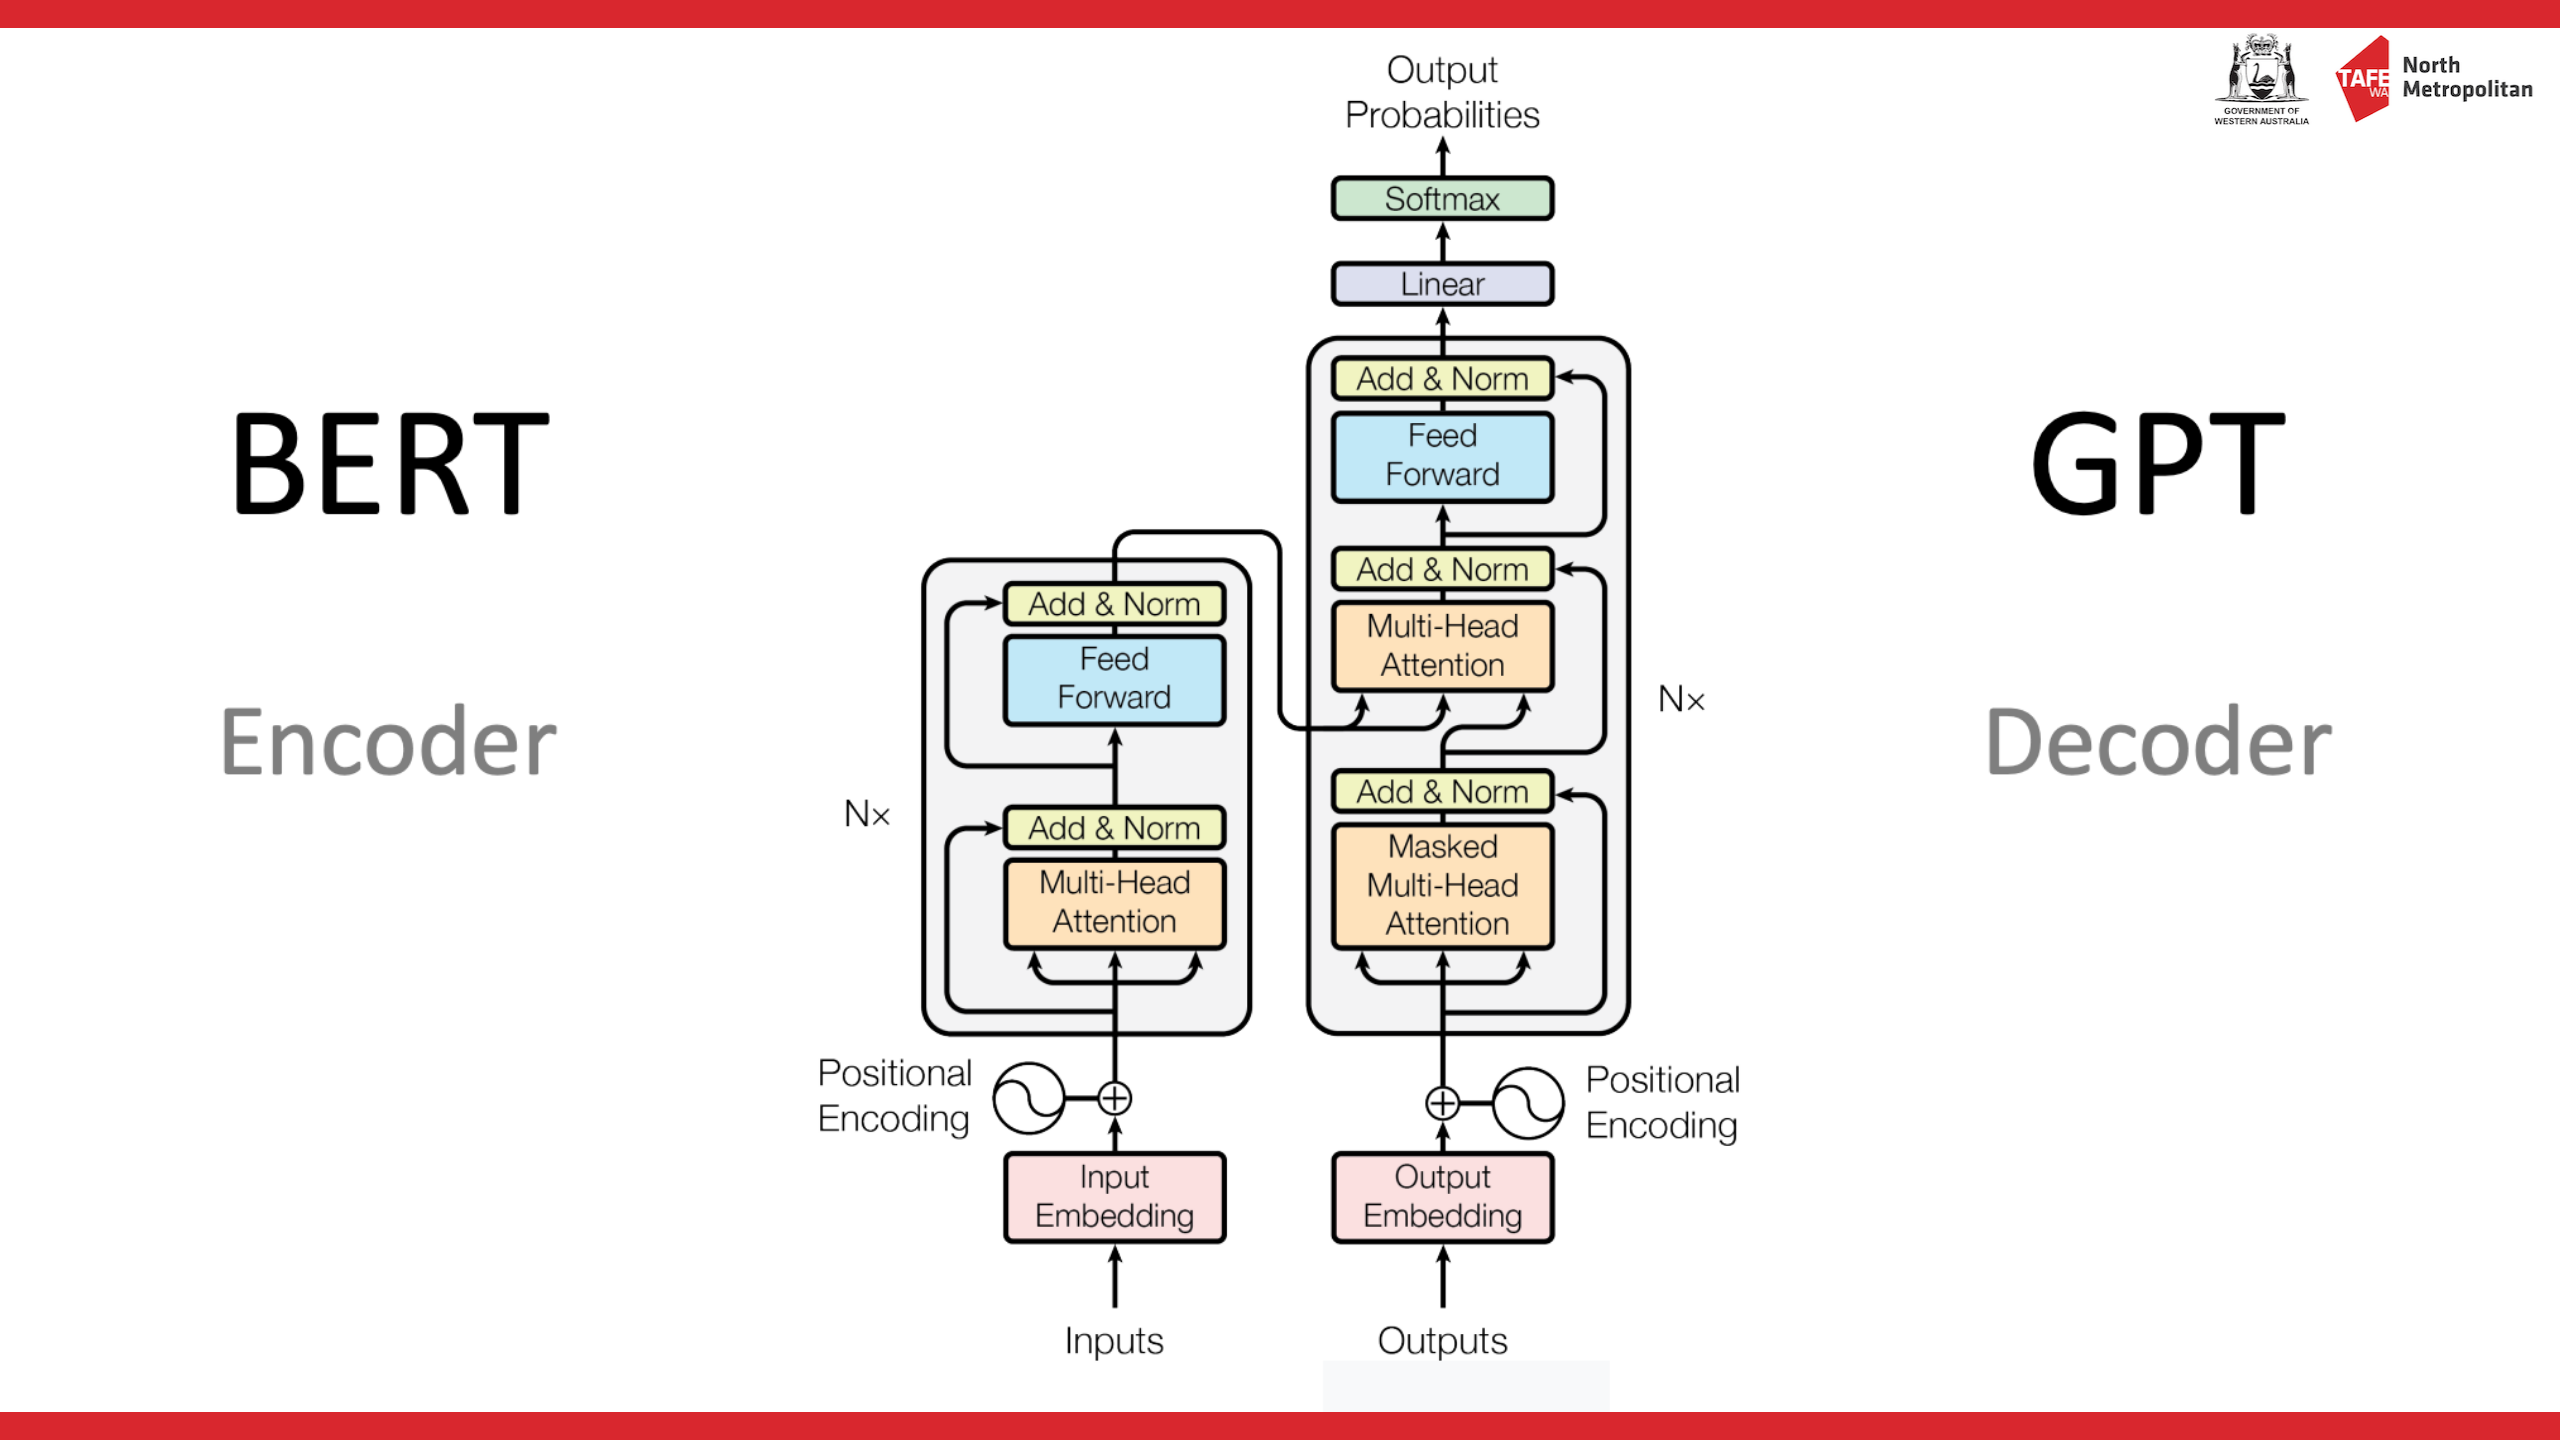 GOVERNMENT OF
WESTERN AUSTRALIA
TAFE
WA
North
Metropolitan
BERT
Encoder
Output
Probabilities
Softmax
Linear
Add & Norm
Feed
Forward
Add & Norm
Multi-Head
Attention
Add & Norm
Masked
Multi-Head
Attention
Nx
Positional
Encoding
Output
Embedding
Outputs
Add & Norm
Feed
Forward
Add & Norm
Multi-Head
Attention
N×
Positional
Encoding
Input
Embedding
Inputs
GPT
Decoder